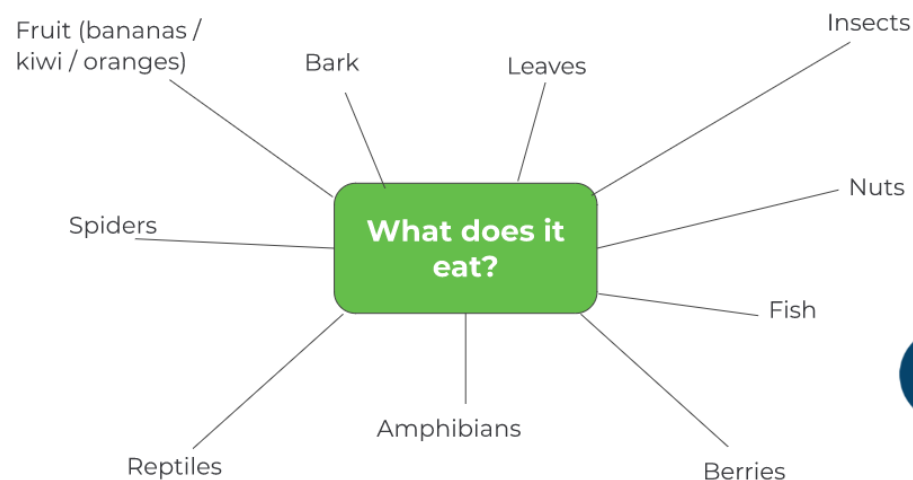 Fruit (bananas /
kiwi / oranges)
Bark
Leaves
Insects
Spiders
What does it
eat?
Nuts
Fish
Reptiles
Amphibians
Berries